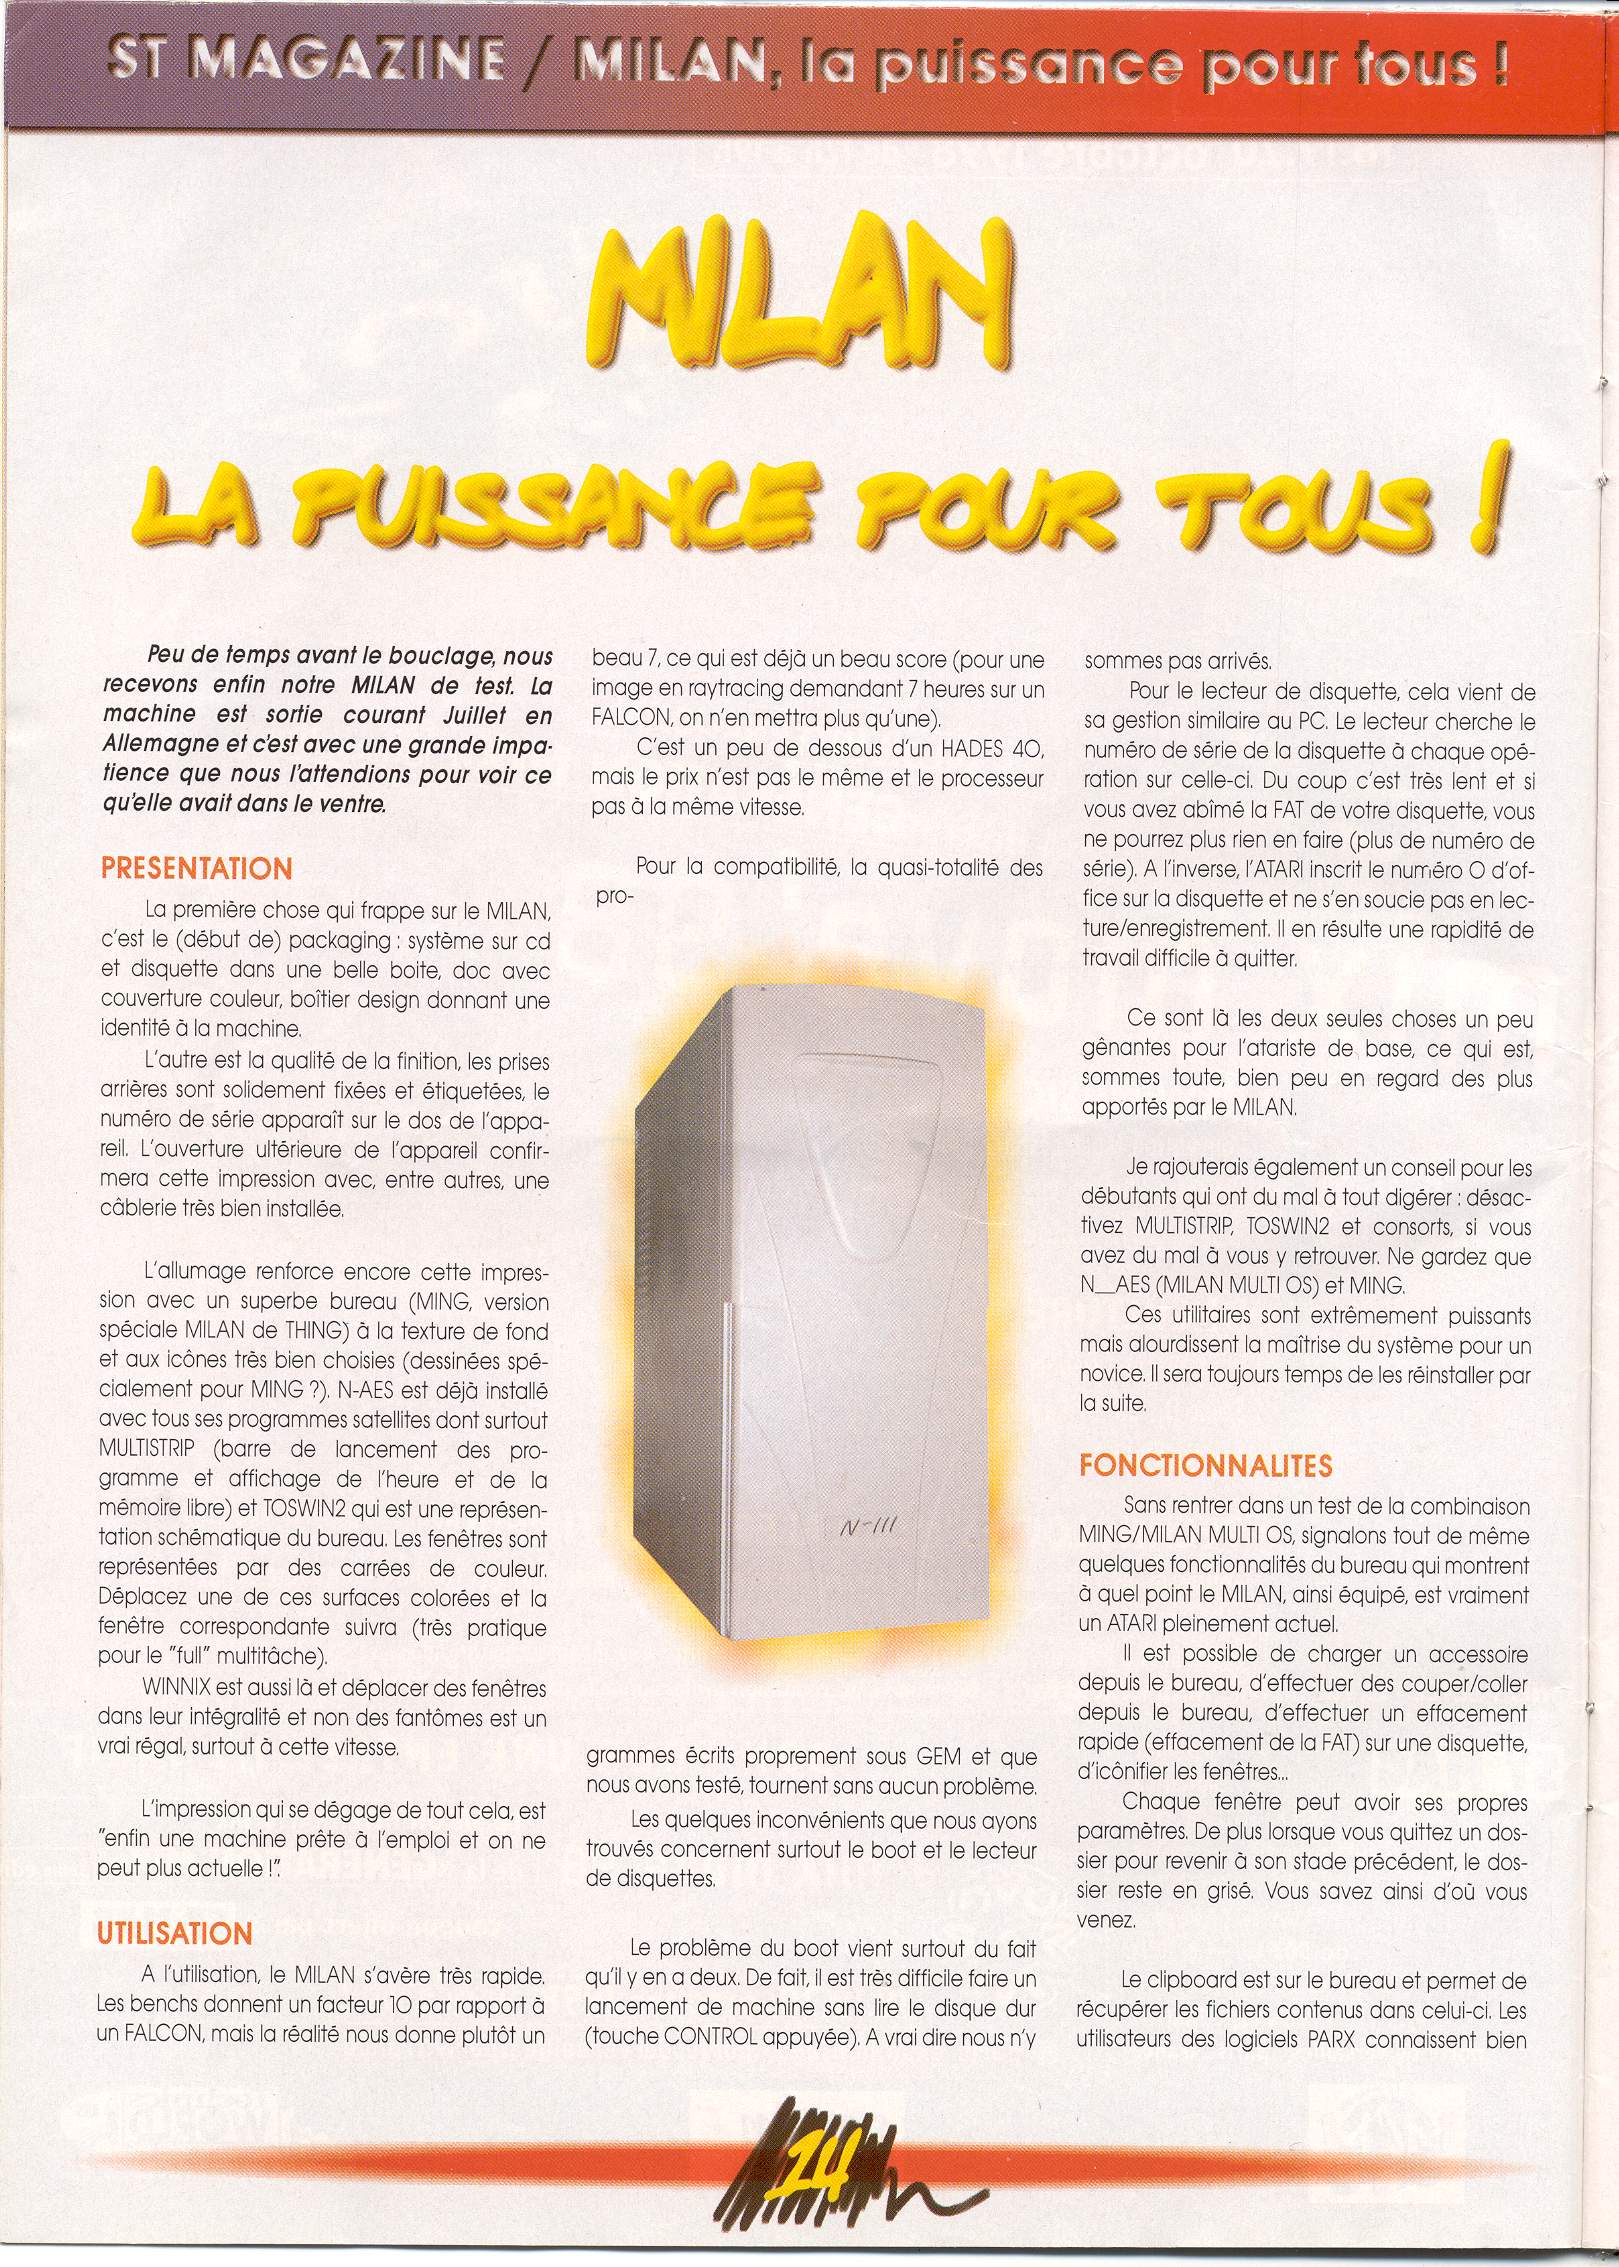 ST MAGAZINE / MILAN, la puissance pour tous !
MILAN
LA PUISSANCE POUR TOUS !
Peu de temps avant le bouclage, nous
recevons enfin notre MILAN de test. La
machine est sortie courant Juillet en
Allemagne et c'est avec une grande impa-
tience que nous l'attendions pour voir ce
qu'elle avait dans le ventre.
PRESENTATION
La première chose qui frappe sur le MILAN,
c'est le (début de) packaging : système sur cd
et disquette dans une belle boite, doc avec
couverture couleur, boîtier design donnant une
identité à la machine.
L'autre est la qualité de la finition, les prises
arrières sont solidement fixées et étiquetées, le
numéro de série apparaît sur le dos de l'appa-
reil. L'ouverture ultérieure de l'appareil confir-
mera cette impression avec, entre autres, une
câblerie très bien installée.
L'allumage renforce encore cette impres-
sion avec un superbe bureau (MING, version
spéciale MILAN de THING) à la texture de fond
et aux icônes très bien choisies (dessinées spé-
cialement pour MING ?). N-AES est déjà installé
avec tous ses programmes satellites dont surtout
MULTISTRIP (barre de lancement des pro-
gramme et affichage de l'heure et de la
mémoire libre) et TOSWIN2 qui est une représen-
tation schématique du bureau. Les fenêtres sont
représentées par des carrées de couleur.
Déplacez une de ces surfaces colorées et la
fenêtre correspondante suivra (très pratique
pour le "full" multitâche).
WINNIX est aussi là et déplacer des fenêtres
dans leur intégralité et non des fantômes est un
vrai régal, surtout à cette vitesse.
L'impression qui se dégage de tout cela, est
"enfin une machine prête à l'emploi et on ne
peut plus actuelle !".
UTILISATION
A l'utilisation, le MILAN s'avère très rapide.
Les benchs donnent un facteur 10 par rapport à
un FALCON, mais la réalité nous donne plutôt un
beau 7, ce qui est déjà un beau score (pour une
image en raytracing demandant 7 heures sur un
FALCON, on n'en mettra plus qu'une).
C'est un peu de dessous d'un HADES 40,
mais le prix n'est pas le même et le processeur
pas à la même vitesse.
Pour la compatibilité, la quasi-totalité des
pro-
N-III
grammes écrits proprement sous GEM et que
nous avons testé, tournent sans aucun problème.
Les quelques inconvénients que nous ayons
trouvés concernent surtout le boot et le lecteur
de disquettes.
Le problème du boot vient surtout du fait
qu'il y en a deux. De fait, il est très difficile faire un
lancement de machine sans lire le disque dur
(touche CONTROL appuyée). A vrai dire nous n'y
sommes pas arrivés.
Pour le lecteur de disquette, cela vient de
sa gestion similaire au PC. Le lecteur cherche le
numéro de série de la disquette à chaque opé-
ration sur celle-ci. Du coup c'est très lent et si
vous avez abîmé la FAT de votre disquette, vous
ne pourrez plus rien en faire (plus de numéro de
série). A l'inverse, l'ATARI inscrit le numéro 0 d'of-
fice sur la disquette et ne s'en soucie pas en lec-
ture/enregistrement. Il en résulte une rapidité de
travail difficile à quitter.
Ce sont là les deux seules choses un peu
gênantes pour l'atariste de base, ce qui est,
sommes toute, bien peu en regard des plus
apportés par le MILAN.
Je rajouterais également un conseil pour les
débutants qui ont du mal à tout digérer : désac-
tivez MULTISTRIP, TOSWIN2 et consorts, si vous
avez du mal à vous y retrouver. Ne gardez que
N__AES (MILAN MULTI OS) et MING.
Ces utilitaires sont extrêmement puissants
mais alourdissent la maîtrise du système pour un
novice. Il sera toujours temps de les réinstaller par
la suite.
FONCTIONNALITES
Sans rentrer dans un test de la combinaison
MING/MILAN MULTI OS, signalons tout de même
quelques fonctionnalités du bureau qui montrent
à quel point le MILAN, ainsi équipé, est vraiment
un ATARI pleinement actuel.
Il est possible de charger un accessoire
depuis le bureau, d'effectuer des couper/coller
depuis le bureau, d'effectuer un effacement
rapide (effacement de la FAT) sur une disquette,
d'icônifier les fenêtres...
Chaque fenêtre peut avoir ses propres
paramètres. De plus lorsque vous quittez un dos-
sier pour revenir à son stade précédent, le dos-
sier reste en grisé. Vous savez ainsi d'où vous
venez.
Le clipboard est sur le bureau et permet de
récupérer les fichiers contenus dans celui-ci. Les
utilisateurs des logiciels PARX connaissent bien
14